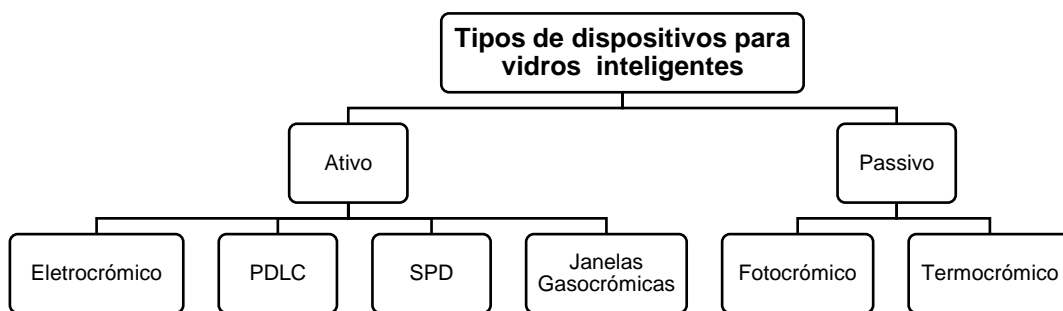 Tipos de dispositivos para
vidros inteligentes
Ativo
Passivo
Eletrocrómico
PDLC
SPD
Janelas
Gasocrómicas
Fotocrómico
Termocrómico